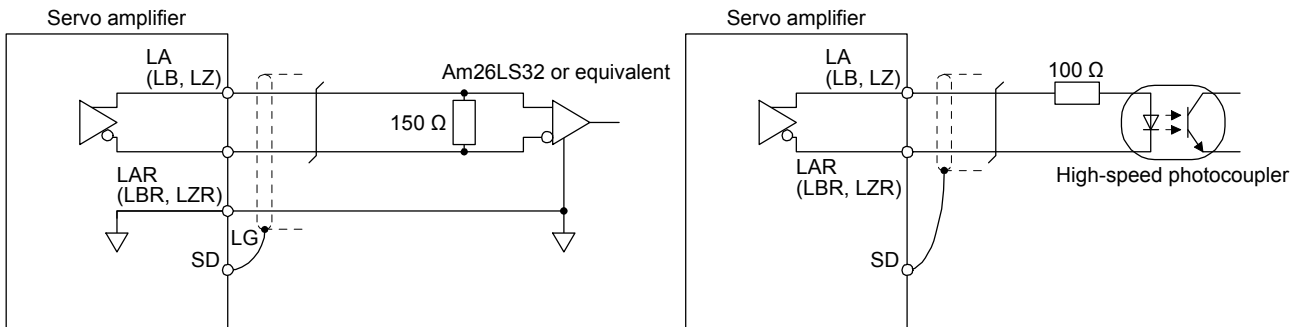 Servo amplifier
LA
(LB, LZ)
Am26LS32 or equivalent
150 Ω
LAR
(LBR, LZR)
LG
SD
Servo amplifier
LA
(LB, LZ)
100 Ω
LAR
(LBR, LZR)
High-speed photocoupler
SD